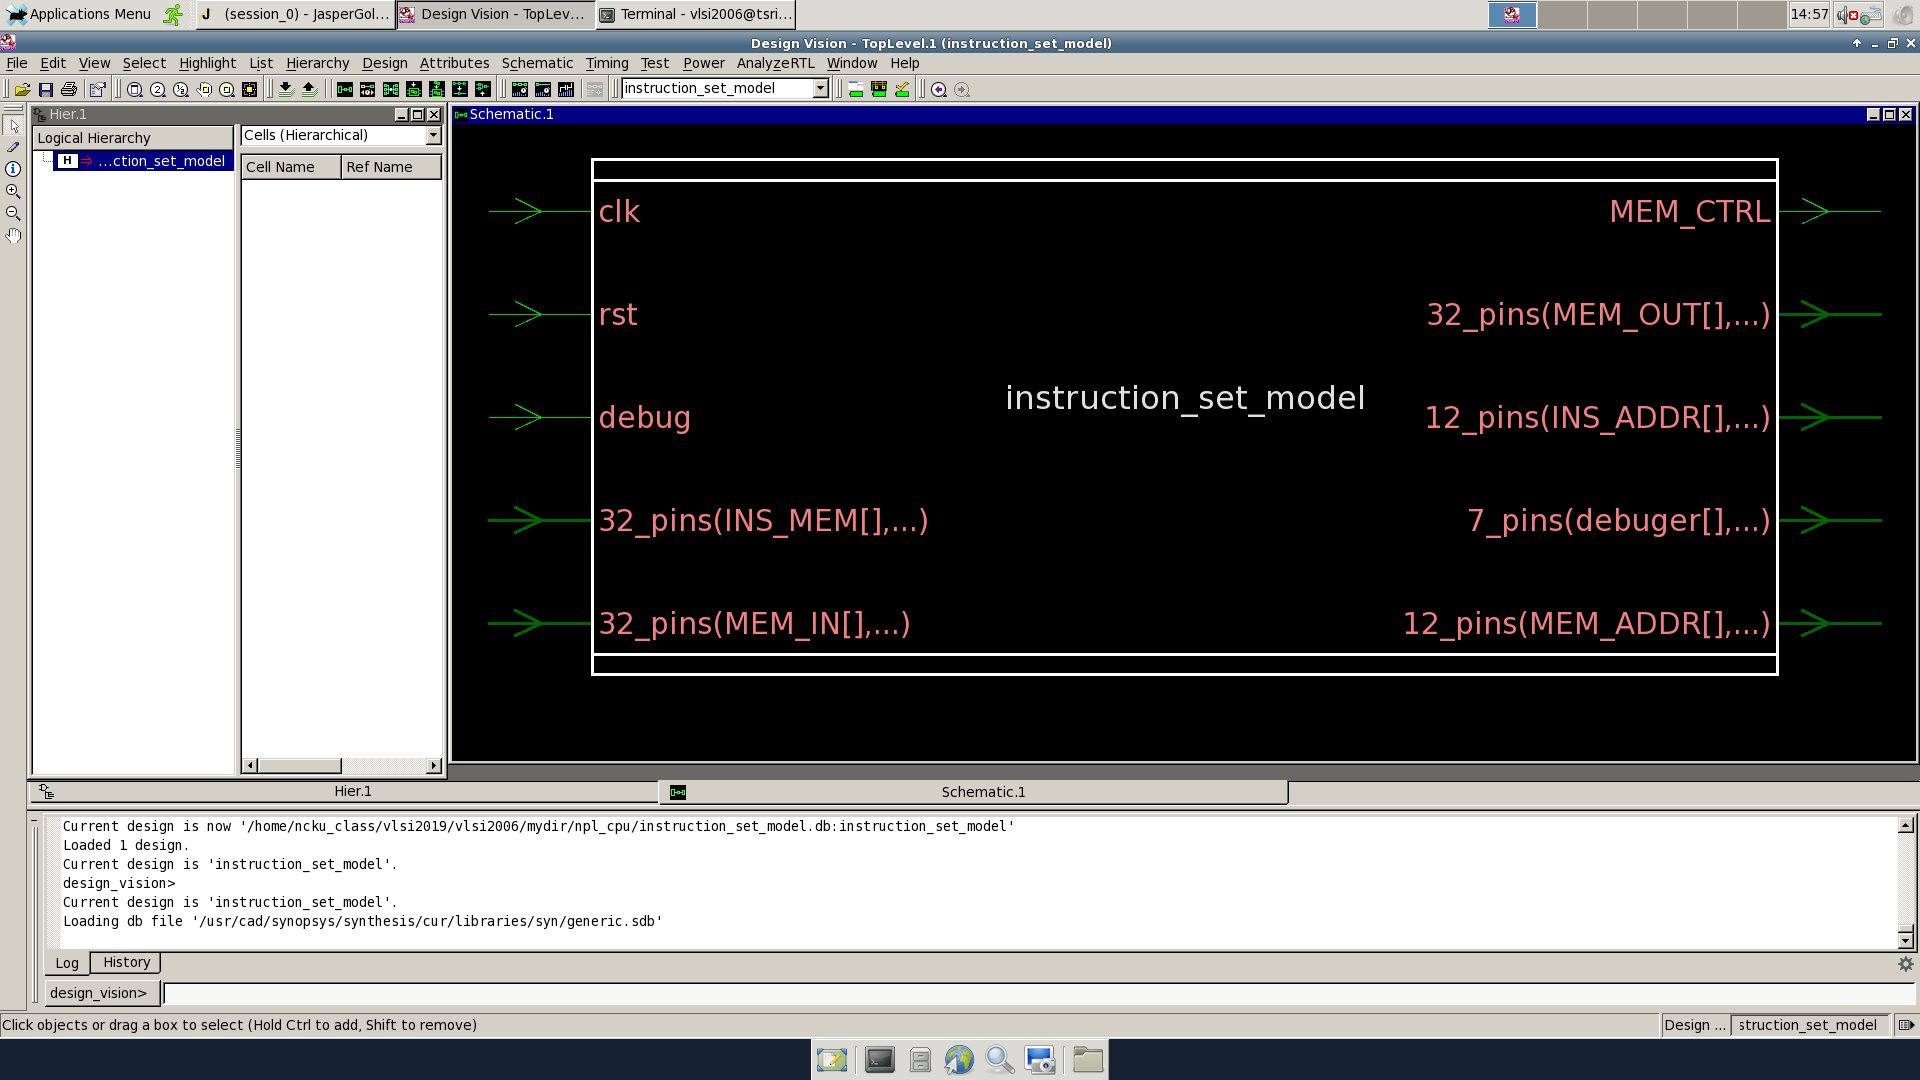 Applications Menu
(session_0) - JasperGol...
Design Vision - TopLev...
Terminal - vlsi2006@tsri...
14:57
Design Vision - TopLevel.1 (instruction_set_model)
File Edit View Select Highlight List Hierarchy Design Attributes Schematic Timing Test Power AnalyzeRTL Window Help
instruction_set_model
Hier.1
Logical Hierarchy
H ...ction_set_model
Cells (Hierarchical)
Cell Name Ref Name
Schematic.1
clk
MEM_CTRL
rst
32_pins(MEM_OUT[],...)
instruction_set_model
debug
12_pins(INS_ADDR[],...)
32_pins(INS_MEM[],...)
7_pins(debuger[],...)
32_pins(MEM_IN[],...)
12_pins(MEM_ADDR[],...)
Hier.1
Schematic.1
Current design is now '/home/ncku_class/vlsi2019/vlsi2006/mydir/npl_cpu/instruction_set_model.db:instruction_set_model'
Loaded 1 design.
Current design is 'instruction_set_model'.
design_vision>
Current design is 'instruction_set_model'.
Loading db file '/usr/cad/synopsys/synthesis/cur/libraries/syn/generic.sdb'
Log History
design_vision>
Click objects or drag a box to select (Hold Ctrl to add, Shift to remove)
Design ...
struction_set_model